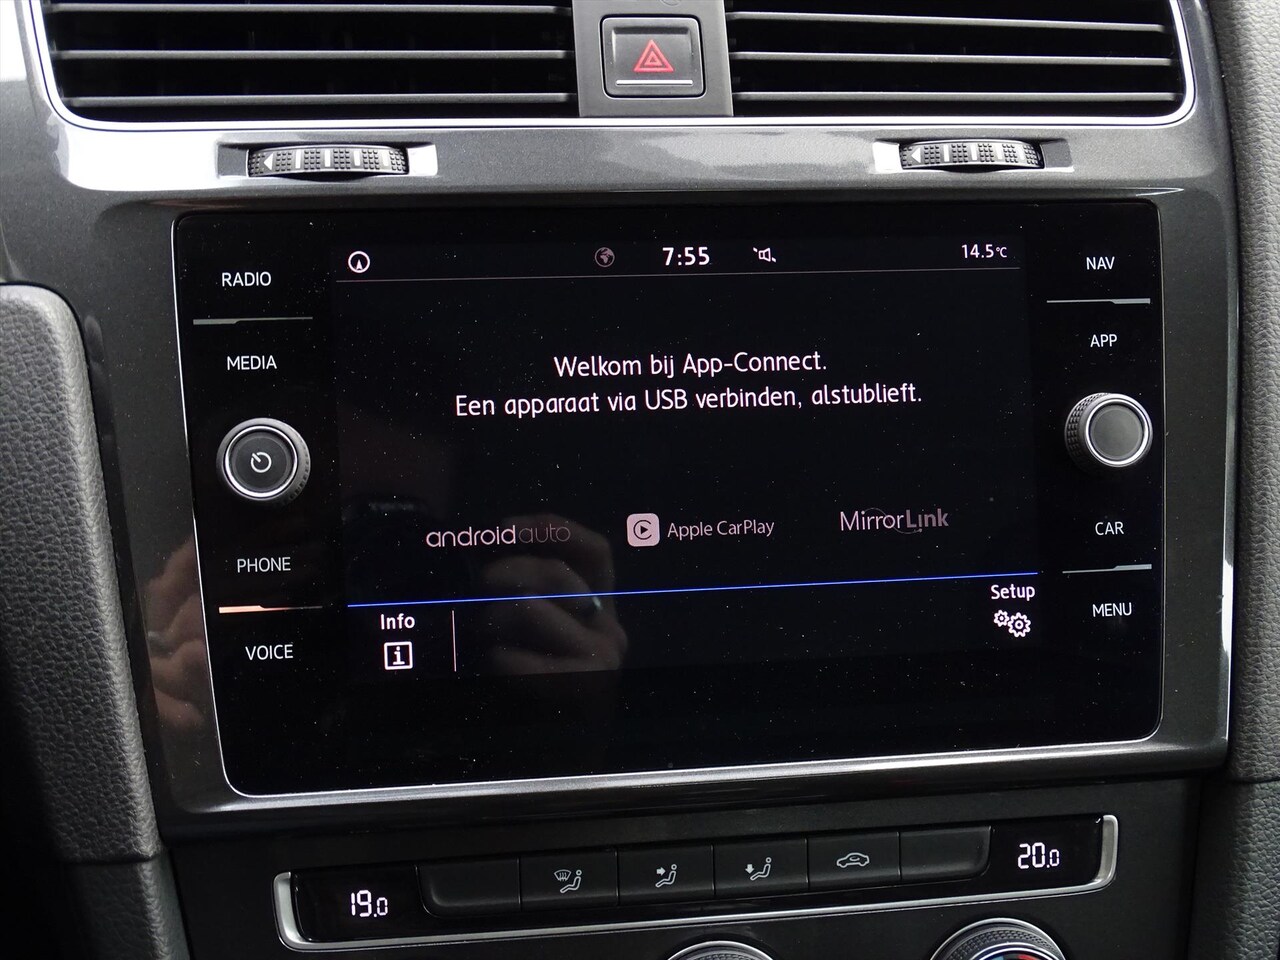 7:55
14.5°C
RADIO
MEDIA
PHONE
VOICE
NAV
APP
CAR
MENU
Welkom bij App-Connect.
Een apparaat via USB verbinden, alstublieft.
androidauto
Apple CarPlay
MirrorLink
Info
i
Setup
19.0
20.0